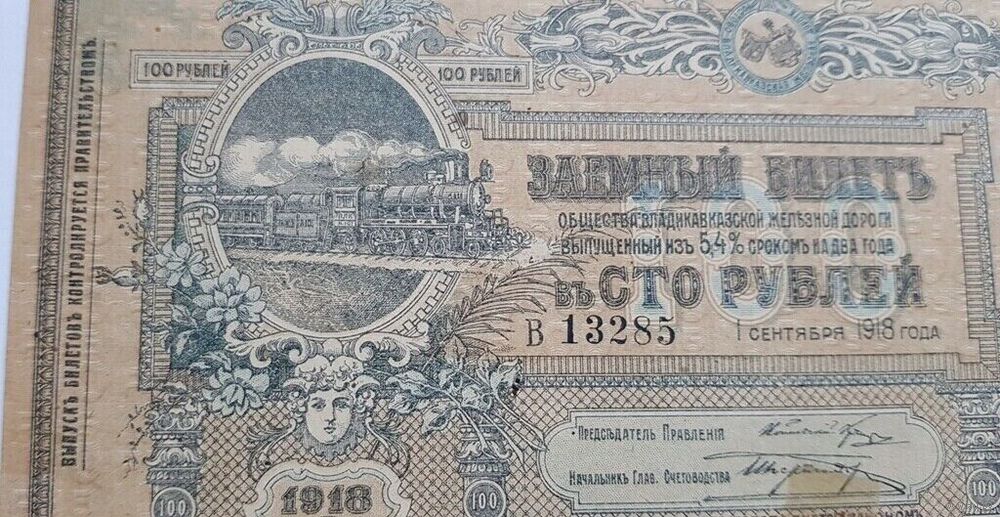 100 РУБЛЕЙ
100 РУБЛЕЙ
ВЫПУСКЪ БИЛЕТОВЪ КОНТРОЛИРУЕТСЯ ПРАВИТЕЛЬСТВОМЪ.
ЗАЕМНЫЙ БИЛЕТЪ
ОБЩЕСТВА ВЛАДИКАВКАЗСКОЙ ЖЕЛѢЗНОЙ ДОРОГИ
ВЫПУЩЕННЫЙ ИЗЪ 5,4% СРОКОМЪ НА ДВА ГОДА
ВЪ СТО РУБЛЕЙ
100
В 13285
1 СЕНТЯБРЯ 1918 ГОДА
ПРЕДСѢДАТЕЛЬ ПРАВЛЕНІЯ
НАЧАЛЬНИКЪ ГЛАВ. СЧЕТОВОДСТВА
100
1918
100
100